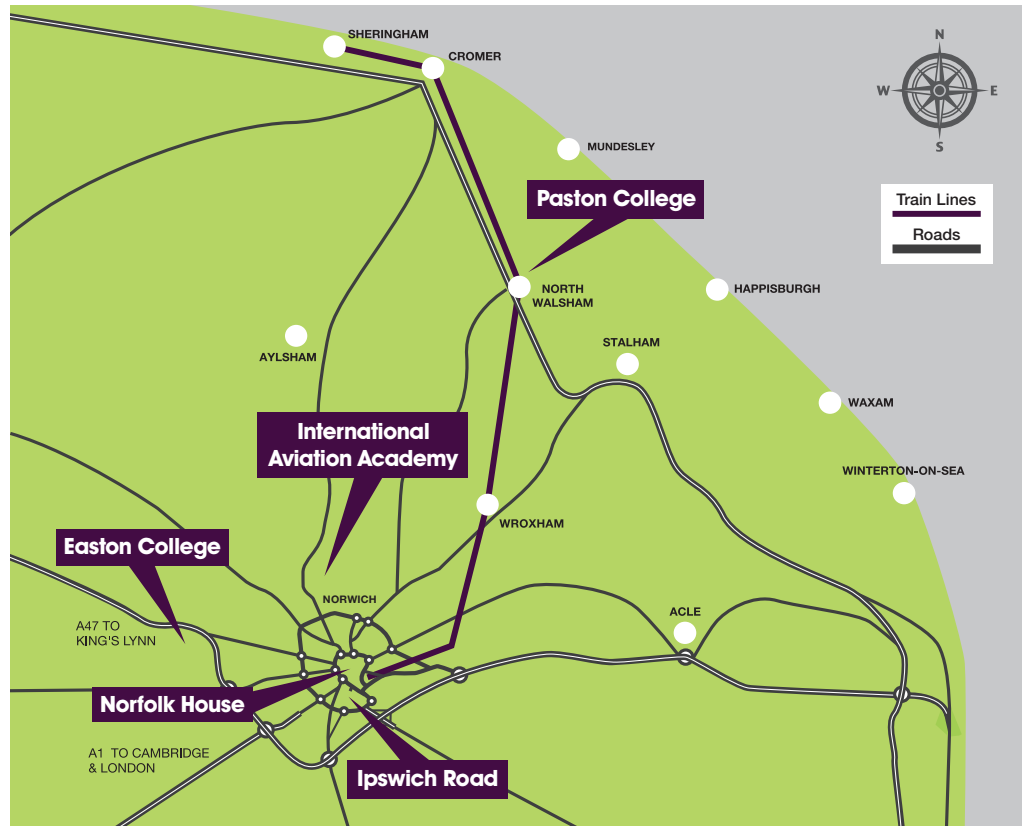 SHERINGHAM
CROMER
N
W
E
S
MUNDESLEY
Paston College
Train Lines
Roads
NORTH
WALSHAM
HAPPISBURGH
AYLSHAM
STALHAM
WAXAM
International
Aviation Academy
WINTERTON-ON-SEA
WROXHAM
Easton College
NORWICH
ACLE
A47 TO
KING'S LYNN
Norfolk House
A1 TO CAMBRIDGE
& LONDON
Ipswich Road